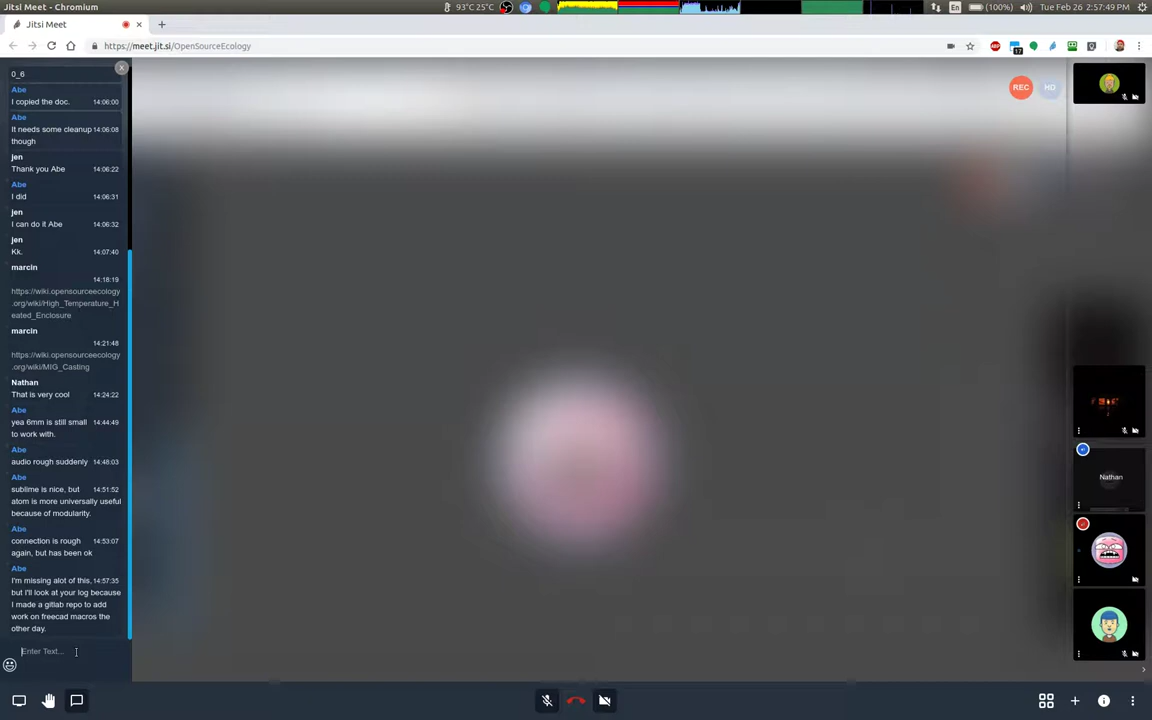 Jitsi Meet - Chromium
93°C 25°C
En
(100%)
Tue Feb 26 2:57:49 PM
Jitsi Meet
https://meet.jit.si/OpenSourceEcology
ABP
17
0_6
Abe
I copied the doc. 14:06:00
Abe
It needs some cleanup 14:06:08
though
jen
Thank you Abe 14:06:22
Abe
I did 14:06:31
jen
I can do it Abe 14:06:32
jen
Kk. 14:07:40
marcin
14:18:19
https://wiki.opensourceecology
.org/wiki/High_Temperature_H
eated_Enclosure
marcin
14:21:48
https://wiki.opensourceecology
.org/wiki/MIG_Casting
Nathan
That is very cool 14:24:22
Abe
yea 6mm is still small 14:44:49
to work with.
Abe
audio rough suddenly 14:48:03
Abe
sublime is nice, but 14:51:52
atom is more universally useful
because of modularity.
Abe
connection is rough 14:53:07
again, but has been ok
Abe
I'm missing alot of this, 14:57:35
but I'll look at your log because
I made a gitlab repo to add
work on freecad macros the
other day.
Enter Text...
REC
HD
Nathan